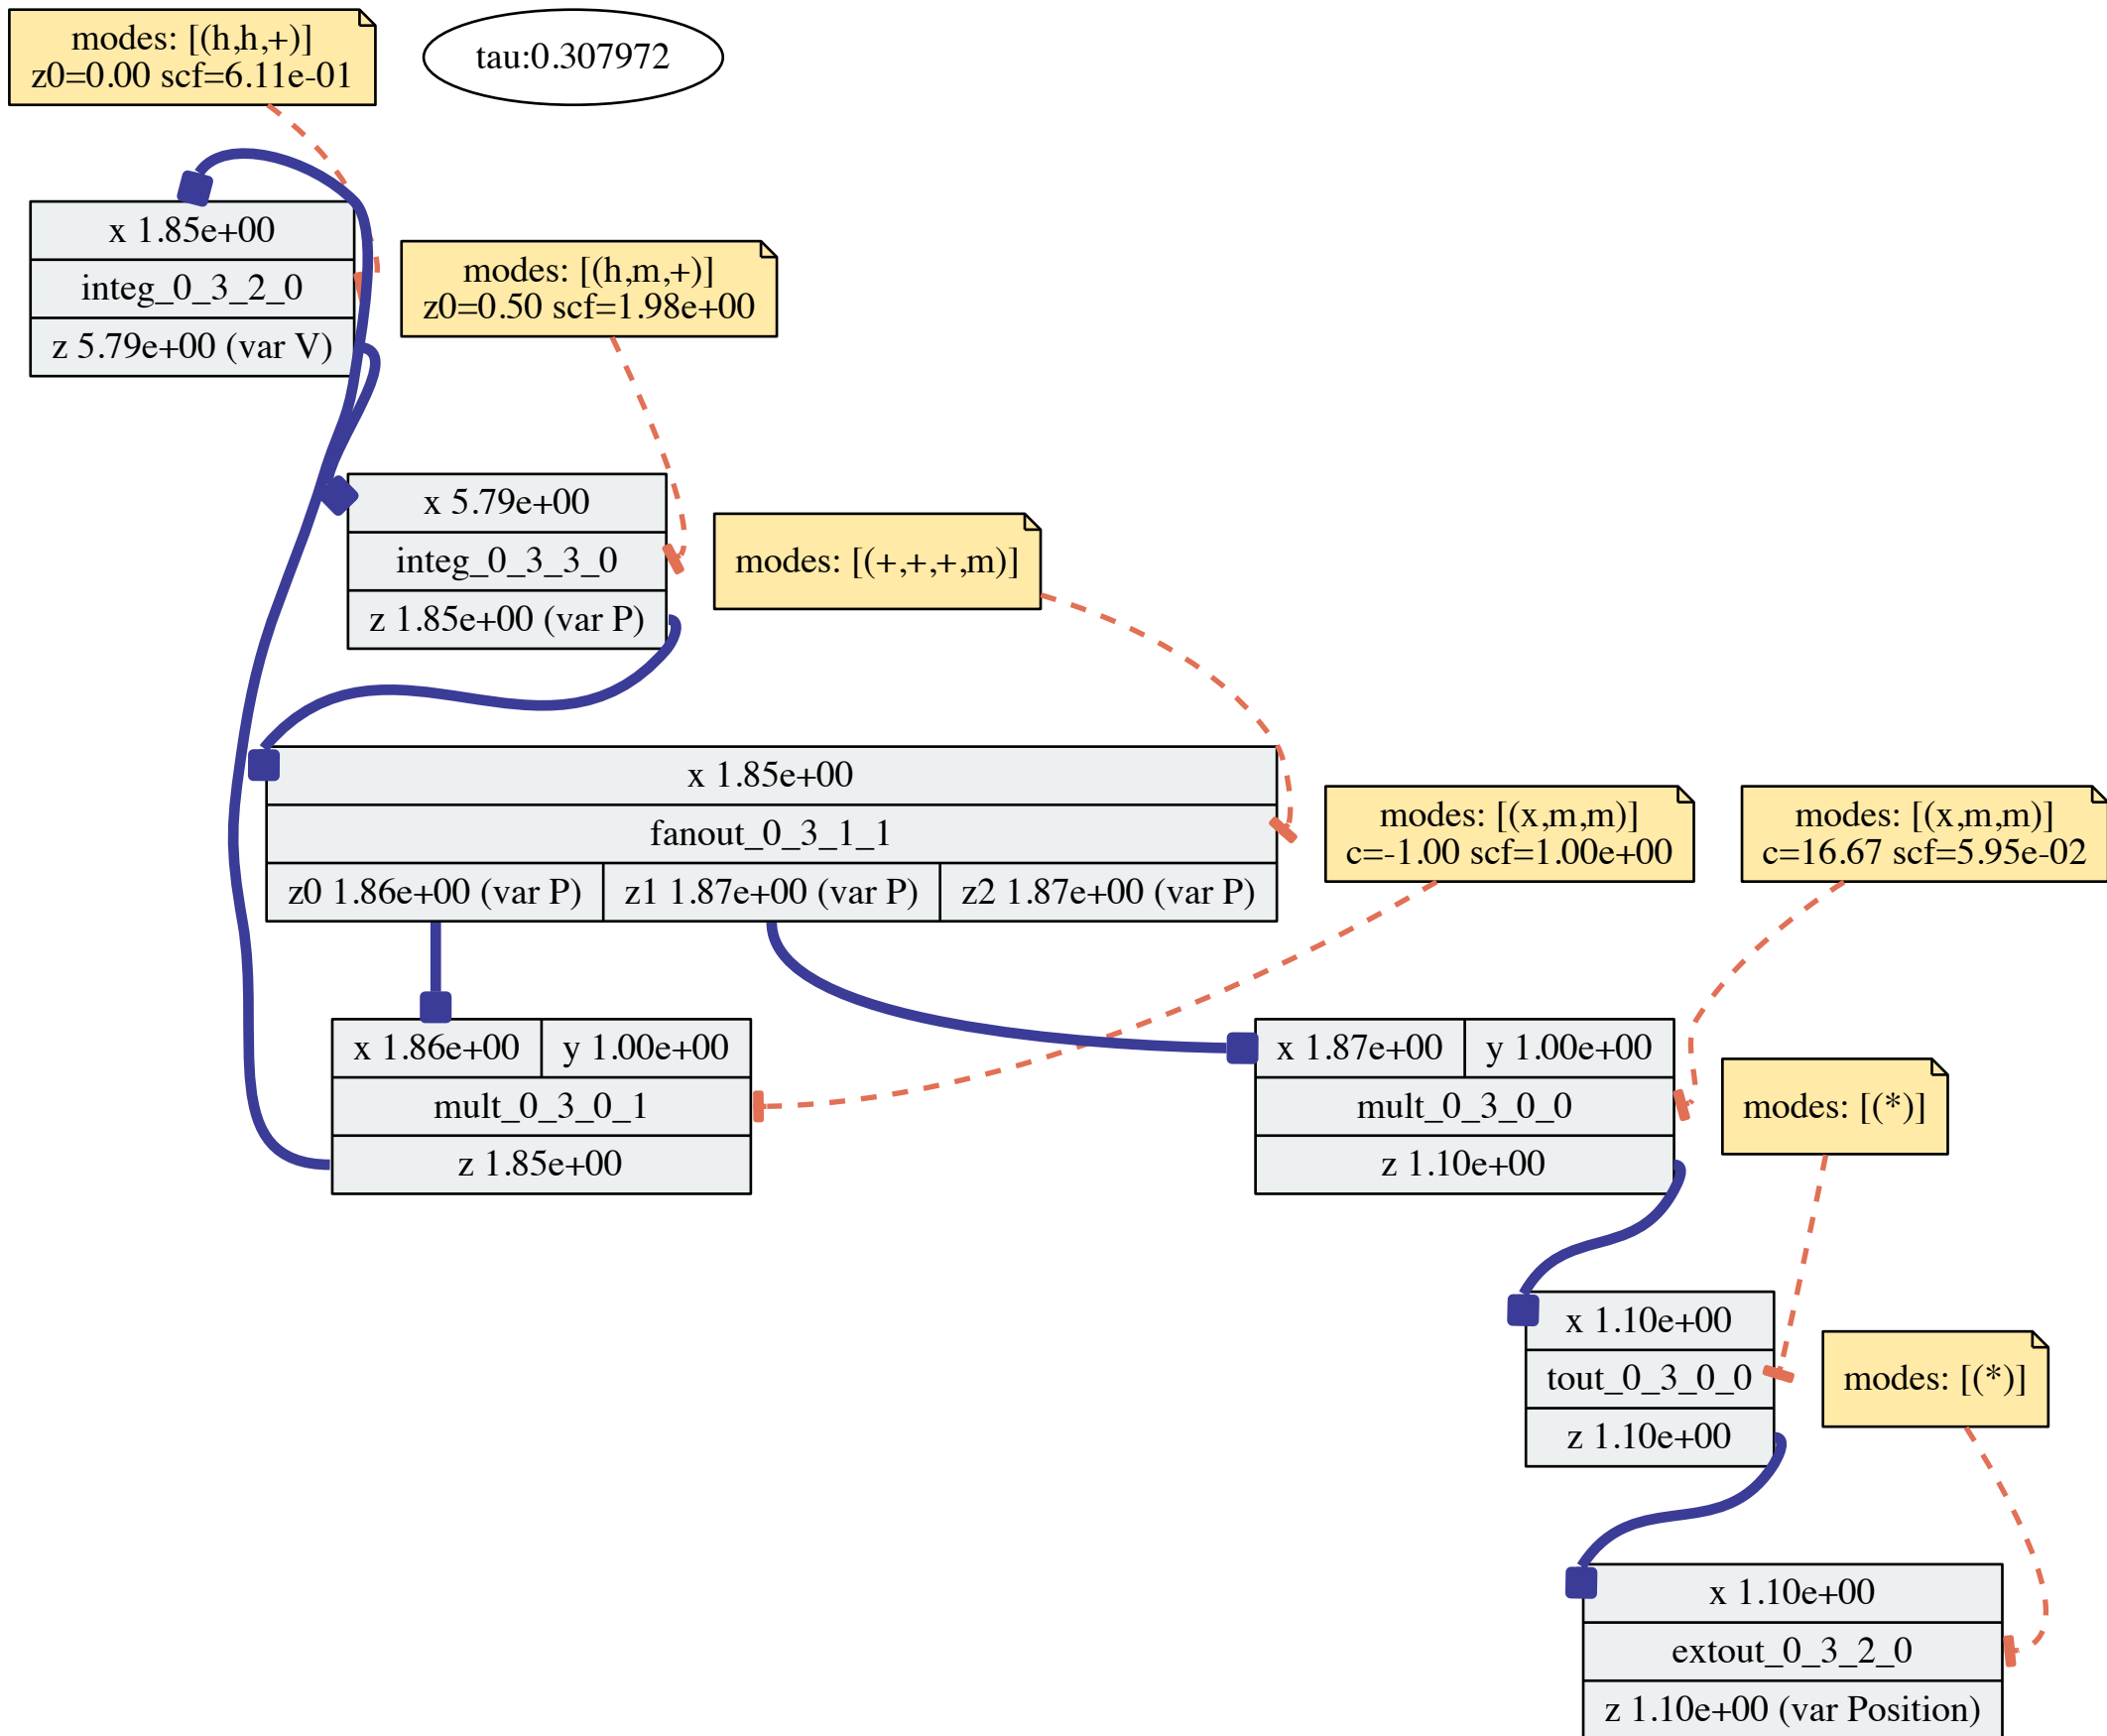 modes: [(h,h,+)]
z0=0.00 scf=6.11e-01
tau:0.307972
x 1.85e+00
integ_0_3_2_0
z 5.79e+00 (var V)
modes: [(h,m,+)]
z0=0.50 scf=1.98e+00
x 5.79e+00
integ_0_3_3_0
z 1.85e+00 (var P)
modes: [(+,+,+,m)]
x 1.85e+00
fanout_0_3_1_1
z0 1.86e+00 (var P)
z1 1.87e+00 (var P)
z2 1.87e+00 (var P)
modes: [(x,m,m)]
c=-1.00 scf=1.00e+00
modes: [(x,m,m)]
c=16.67 scf=5.95e-02
x 1.86e+00
y 1.00e+00
mult_0_3_0_1
z 1.85e+00
x 1.87e+00
y 1.00e+00
mult_0_3_0_0
z 1.10e+00
modes: [(*)]
x 1.10e+00
tout_0_3_0_0
z 1.10e+00
modes: [(*)]
x 1.10e+00
extout_0_3_2_0
z 1.10e+00 (var Position)